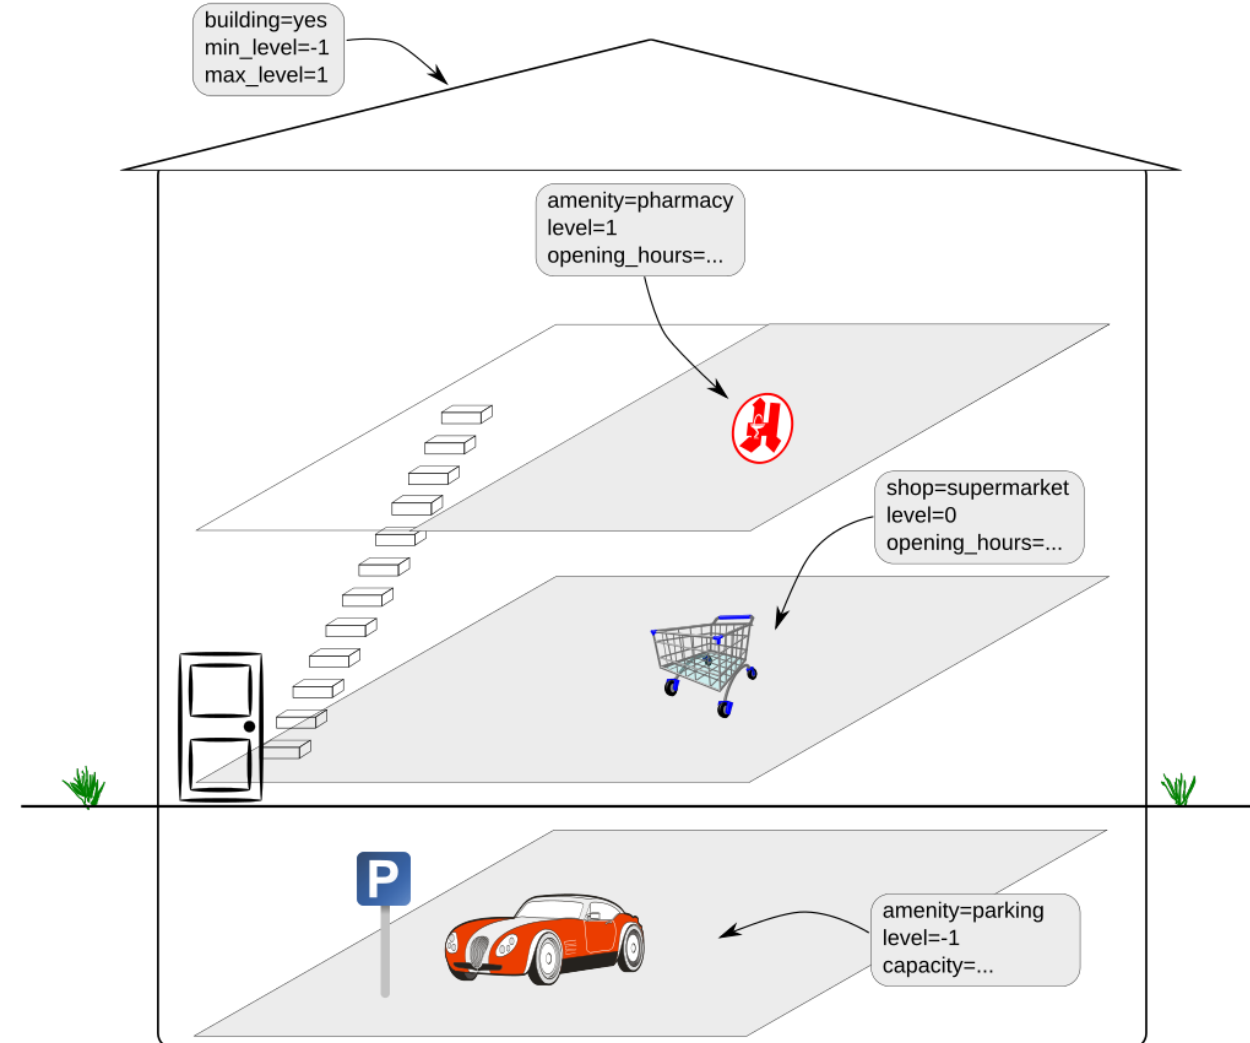 building=yes
min_level=-1
max_level=1
amenity=pharmacy
level=1
opening_hours=...
shop=supermarket
level=0
opening_hours=...
P
amenity=parking
level=-1
capacity=...